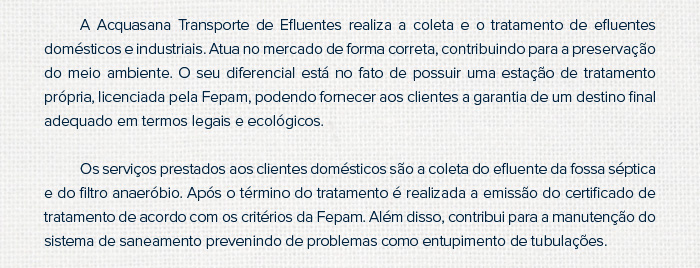 A Acquasana Transporte de Efluentes realiza a coleta e o tratamento de efluentes
domésticos e industriais. Atua no mercado de forma correta, contribuindo para a preservação
do meio ambiente. O seu diferencial está no fato de possuir uma estação de tratamento
própria, licenciada pela Fepam, podendo fornecer aos clientes a garantia de um destino final
adequado em termos legais e ecológicos.
Os serviços prestados aos clientes domésticos são a coleta do efluente da fossa séptica
e do filtro anaeróbio. Após o término do tratamento é realizada a emissão do certificado de
tratamento de acordo com os critérios da Fepam. Além disso, contribui para a manutenção do
sistema de saneamento prevenindo de problemas como entupimento de tubulações.